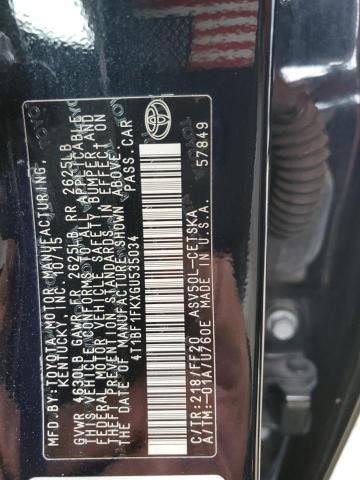 MFD. BY: TOYOTA MOTOR MANUFACTURING,
KENTUCKY, INC. 10/15
GVWR 4630LB GAWR FR 2625LB RR 2625LB
THIS VEHICLE CONFORMS TO ALL APPLICABLE
FEDERAL MOTOR VEHICLE SAFETY, BUMPER, AND
THEFT PREVENTION STANDARDS IN EFFECT ON
THE DATE OF MANUFACTURE SHOWN ABOVE.
4T1BF1FKXGU535034 PASS.CAR
C/TR: 218/FF20 ASV50L-CETSKA
A/TM: -01A/U760E MADE IN U.S.A.
57849